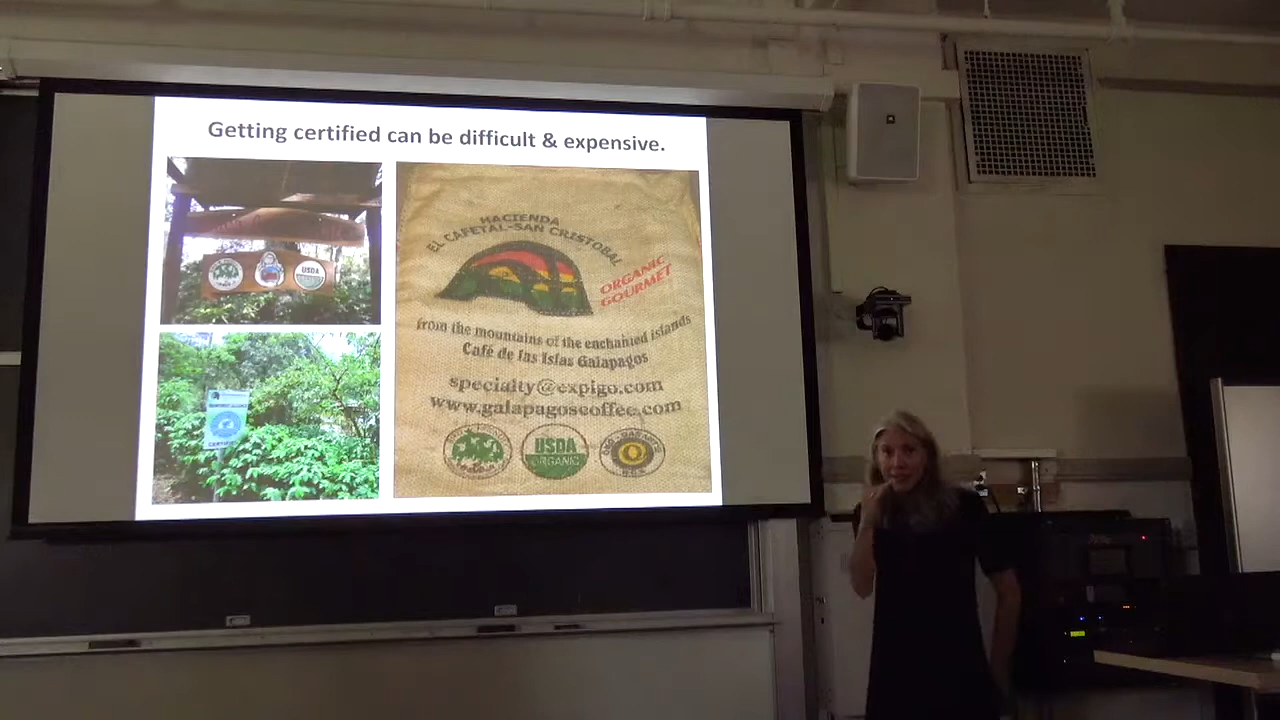 Getting certified can be difficult & expensive.
USDA
HACIENDA
EL CAFETAL-SAN CRISTOBAL
ORGANIC
GOURMET
from the mountains of the enchanted islands
Café de las Islas Galapagos
specialty@expigo.com
www.galapagoscoffee.com
USDA
ORGANIC
CERTIFIED